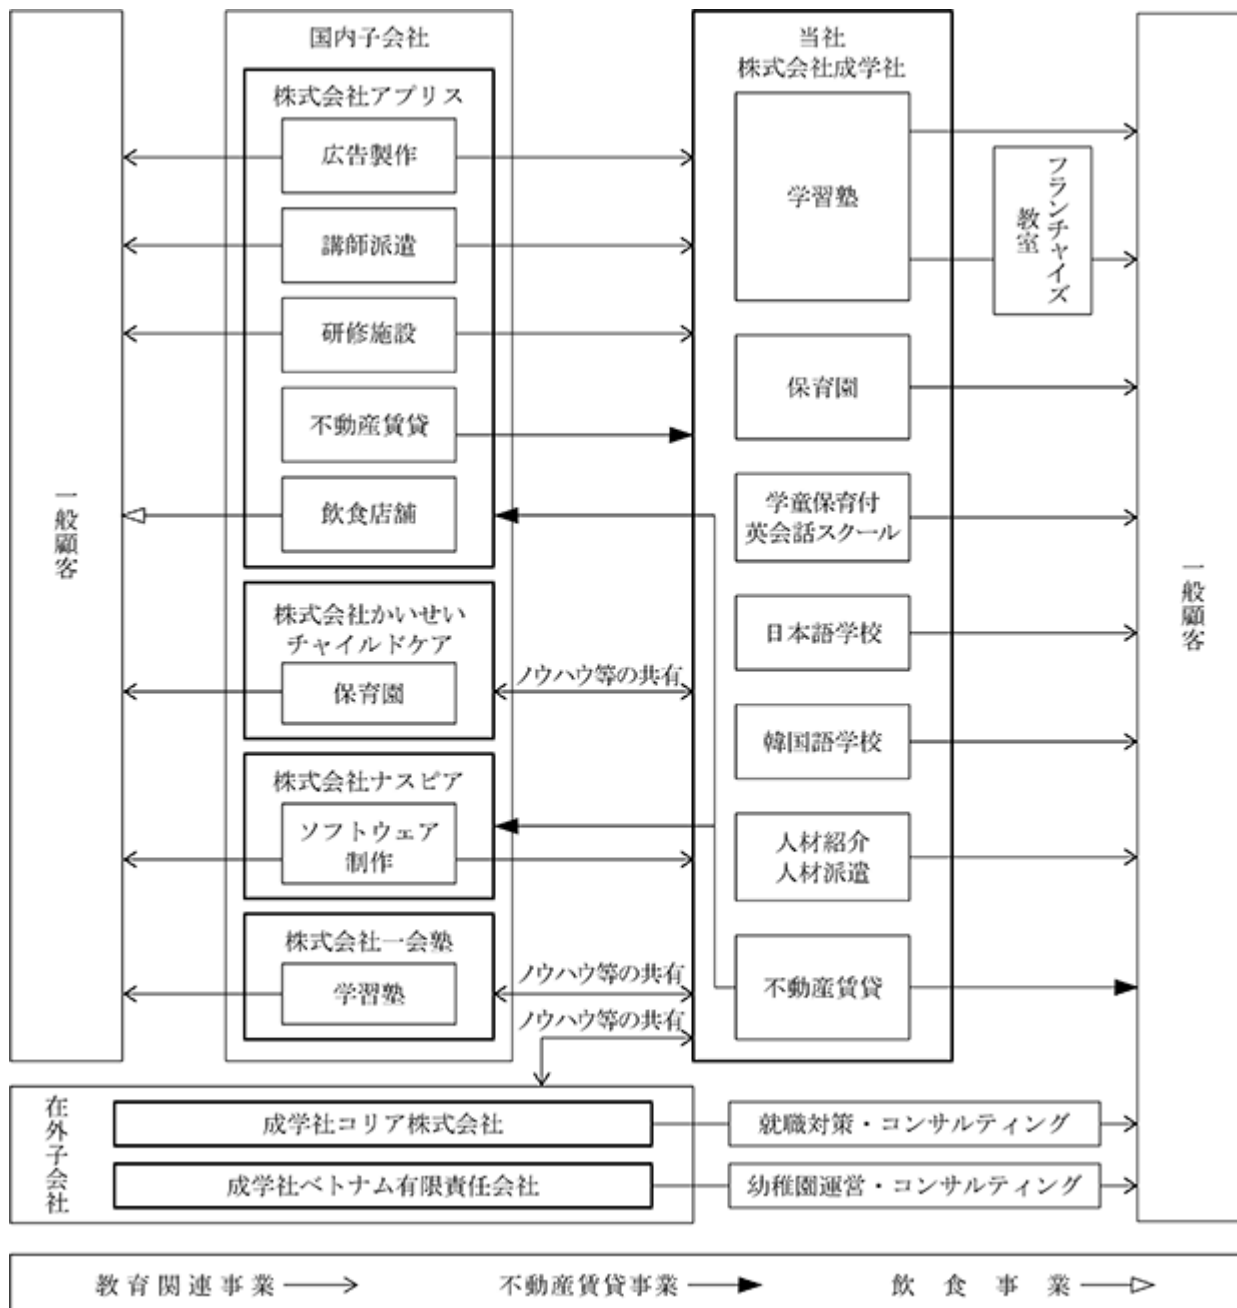 一般顧客
国内子会社
株式会社アプリス
広告製作
講師派遣
研修施設
不動産賃貸
飲食店舗
株式会社かいせい
チャイルドケア
保育園
ノウハウ等の共有
株式会社ナスピア
ソフトウェア
制作
株式会社一会塾
学習塾
ノウハウ等の共有
ノウハウ等の共有
当社
株式会社成学社
学習塾
フランチャイズ
教室
保育園
学童保育付
英会話スクール
日本語学校
韓国語学校
人材紹介
人材派遣
不動産賃貸
一般顧客
在外子会社
成学社コリア株式会社
就職対策・コンサルティング
成学社ベトナム有限責任会社
幼稚園運営・コンサルティング
教育関連事業
不動産賃貸事業
飲食事業